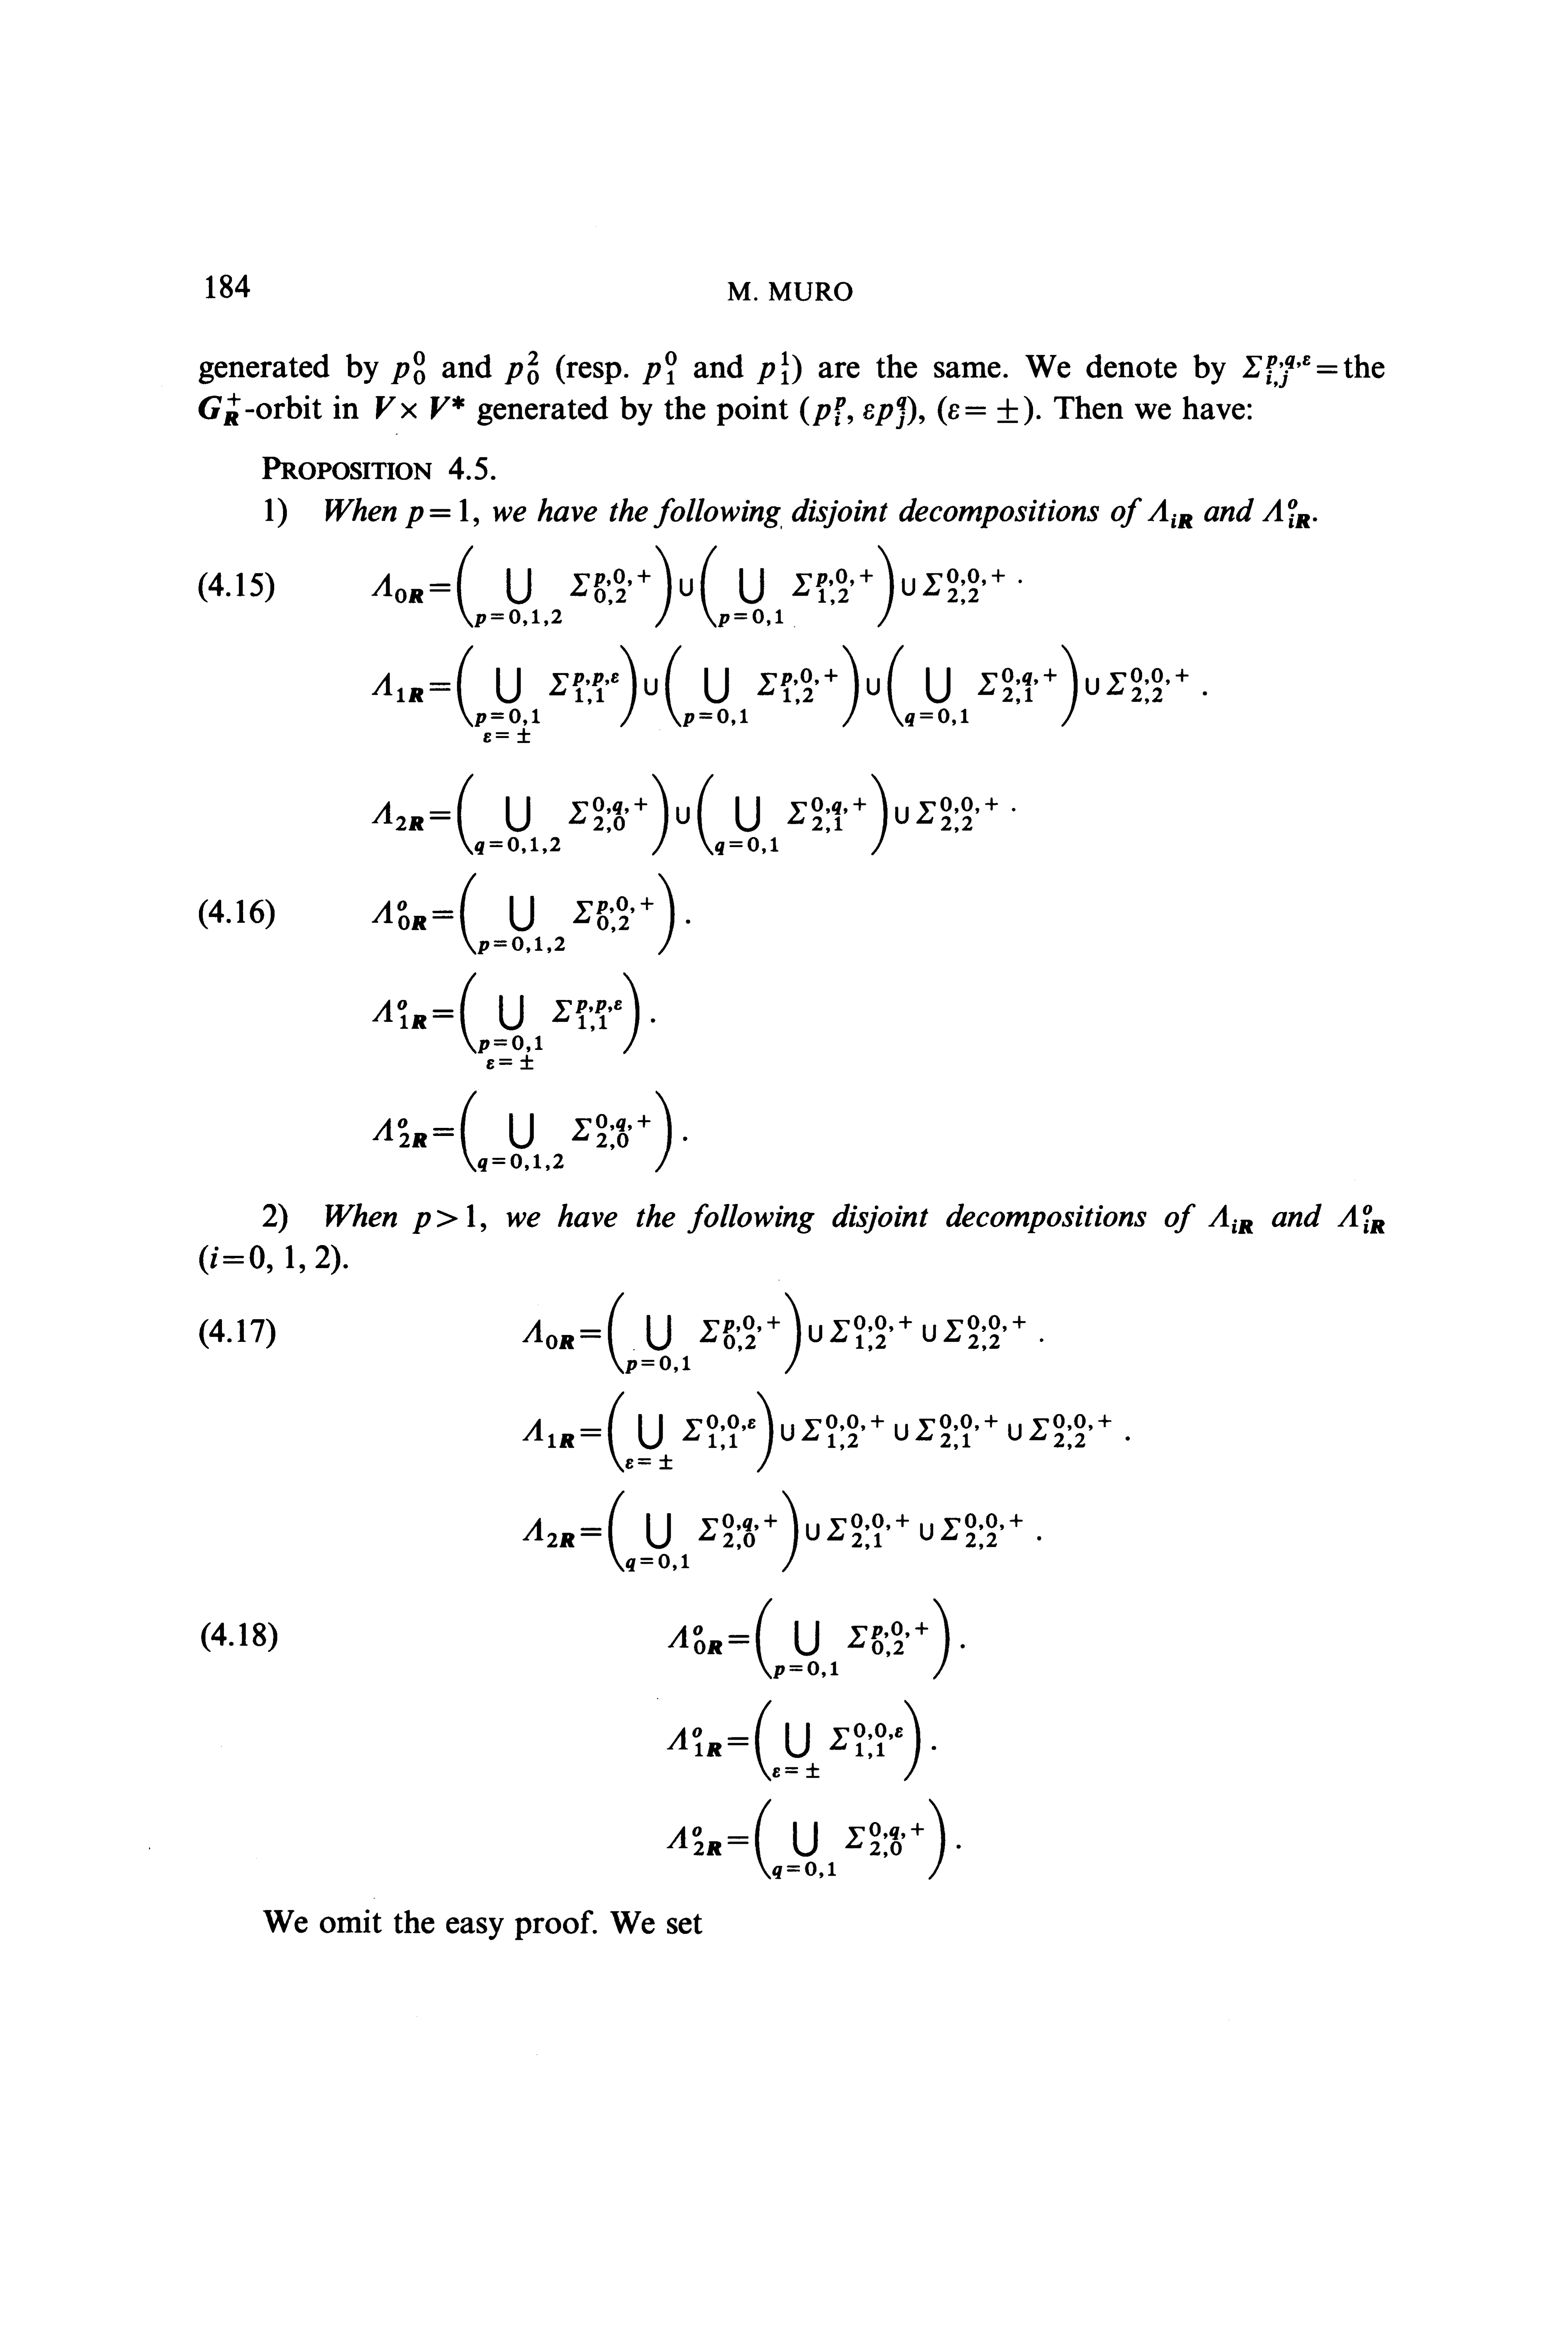 184 M. MURO
generated by $p_0^0$ and $p_0^2$ (resp. $p_1^0$ and $p_1^1$) are the same. We denote by $\Sigma_{i,j}^{p,q,\varepsilon}$=the
$\boldsymbol{G}_{\boldsymbol{R}}^+$-orbit in $V \times V^*$ generated by the point $(p_i^p, \varepsilon p_j^q)$, ($\varepsilon = \pm$). Then we have:
PROPOSITION 4.5.
1) When p=1, we have the following disjoint decompositions of $\Lambda_{i\boldsymbol{R}}$ and $\Lambda_{i\boldsymbol{R}}^o$.
(4.15) $\Lambda_{0\boldsymbol{R}}=\left(\bigcup_{p=0,1,2} \Sigma_{0,2}^{p,0,+}\right)\cup\left(\bigcup_{p=0,1} \Sigma_{1,2}^{p,0,+}\right)\cup\Sigma_{2,2}^{0,0,+}.$
$\Lambda_{1\boldsymbol{R}}=\left(\bigcup_{\substack{p=0,1\\ \varepsilon=\pm}} \Sigma_{1,1}^{p,p,\varepsilon}\right)\cup\left(\bigcup_{p=0,1} \Sigma_{1,2}^{p,0,+}\right)\cup\left(\bigcup_{q=0,1} \Sigma_{2,1}^{0,q,+}\right)\cup\Sigma_{2,2}^{0,0,+}.$
$\Lambda_{2\boldsymbol{R}}=\left(\bigcup_{q=0,1,2} \Sigma_{2,0}^{0,q,+}\right)\cup\left(\bigcup_{q=0,1} \Sigma_{2,1}^{0,q,+}\right)\cup\Sigma_{2,2}^{0,0,+}.$
(4.16) $\Lambda_{0\boldsymbol{R}}^o=\left(\bigcup_{p=0,1,2} \Sigma_{0,2}^{p,0,+}\right).$
$\Lambda_{1\boldsymbol{R}}^o=\left(\bigcup_{\substack{p=0,1\\ \varepsilon=\pm}} \Sigma_{1,1}^{p,p,\varepsilon}\right).$
$\Lambda_{2\boldsymbol{R}}^o=\left(\bigcup_{q=0,1,2} \Sigma_{2,0}^{0,q,+}\right).$
2) When p>1, we have the following disjoint decompositions of $\Lambda_{i\boldsymbol{R}}$ and $\Lambda_{i\boldsymbol{R}}^o$
(i=0, 1, 2).
(4.17) $\Lambda_{0\boldsymbol{R}}=\left(\bigcup_{p=0,1} \Sigma_{0,2}^{p,0,+}\right)\cup\Sigma_{1,2}^{0,0,+}\cup\Sigma_{2,2}^{0,0,+}.$
$\Lambda_{1\boldsymbol{R}}=\left(\bigcup_{\varepsilon=\pm} \Sigma_{1,1}^{0,0,\varepsilon}\right)\cup\Sigma_{1,2}^{0,0,+}\cup\Sigma_{2,1}^{0,0,+}\cup\Sigma_{2,2}^{0,0,+}.$
$\Lambda_{2\boldsymbol{R}}=\left(\bigcup_{q=0,1} \Sigma_{2,0}^{0,q,+}\right)\cup\Sigma_{2,1}^{0,0,+}\cup\Sigma_{2,2}^{0,0,+}.$
(4.18) $\Lambda_{0\boldsymbol{R}}^o=\left(\bigcup_{p=0,1} \Sigma_{0,2}^{p,0,+}\right).$
$\Lambda_{1\boldsymbol{R}}^o=\left(\bigcup_{\varepsilon=\pm} \Sigma_{1,1}^{0,0,\varepsilon}\right).$
$\Lambda_{2\boldsymbol{R}}^o=\left(\bigcup_{q=0,1} \Sigma_{2,0}^{0,q,+}\right).$
We omit the easy proof. We set